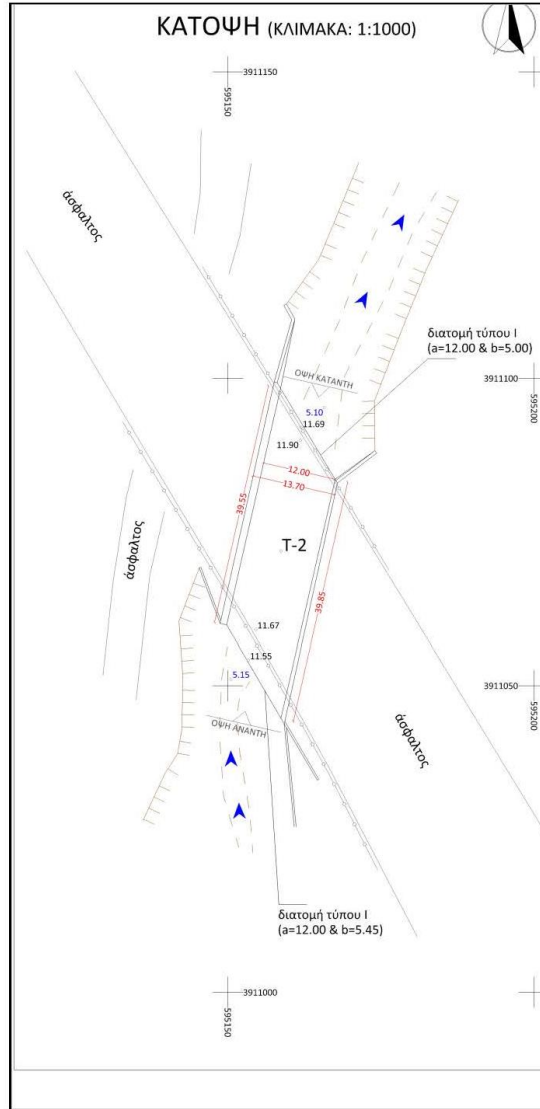 ΚΑΤΟΨΗ (ΚΛΙΜΑΚΑ: 1:1000)
3911150
595150
άσφαλτος
διατομή τύπου Ι
(a=12.00 & b=5.00)
ΟΨΗ ΚΑΤΑΝΤΗ
3911100
595200
5.10
11.69
11.90
12.00
13.70
39.55
T-2
άσφαλτος
39.85
11.67
11.55
5.15
3911050
595200
ΟΨΗ ΑΝΑΝΤΗ
άσφαλτος
διατομή τύπου Ι
(a=12.00 & b=5.45)
3911000
595150